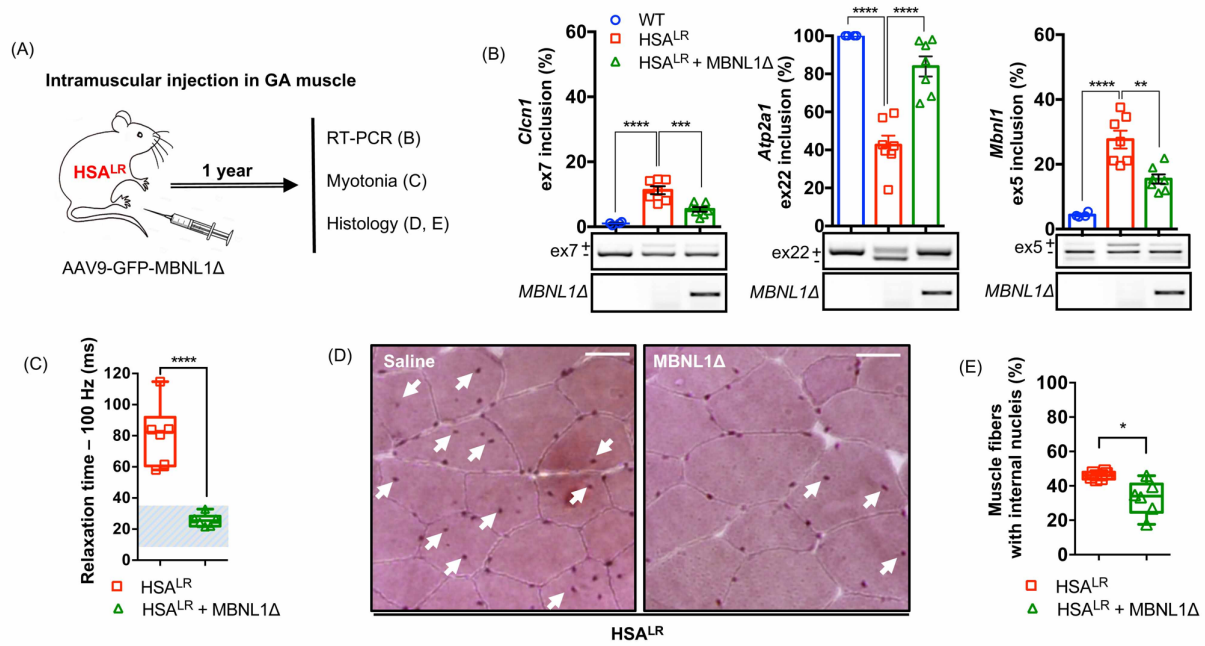 (A)
Intramuscular injection in GA muscle
HSALR
1 year
AAV9-GFP-MBNL1Δ
RT-PCR (B)
Myotonia (C)
Histology (D, E)
(B)
WT
HSALR
HSALR + MBNL1Δ
Clcn1
ex7 inclusion (%)
60
40
20
0
****
***
ex7
+
-
MBNL1Δ
Atp2a1
ex22 inclusion (%)
100
80
60
40
20
0
****
****
ex22
+
-
MBNL1Δ
Mbnl1
ex5 inclusion (%)
60
40
20
0
****
**
ex5
+
-
MBNL1Δ
(C)
Relaxation time – 100 Hz (ms)
120
100
80
60
40
20
0
****
HSALR
HSALR + MBNL1Δ
(D)
Saline
MBNL1Δ
HSALR
(E)
Muscle fibers
with internal nucleis (%)
100
80
60
40
20
0
*
HSALR
HSALR + MBNL1Δ